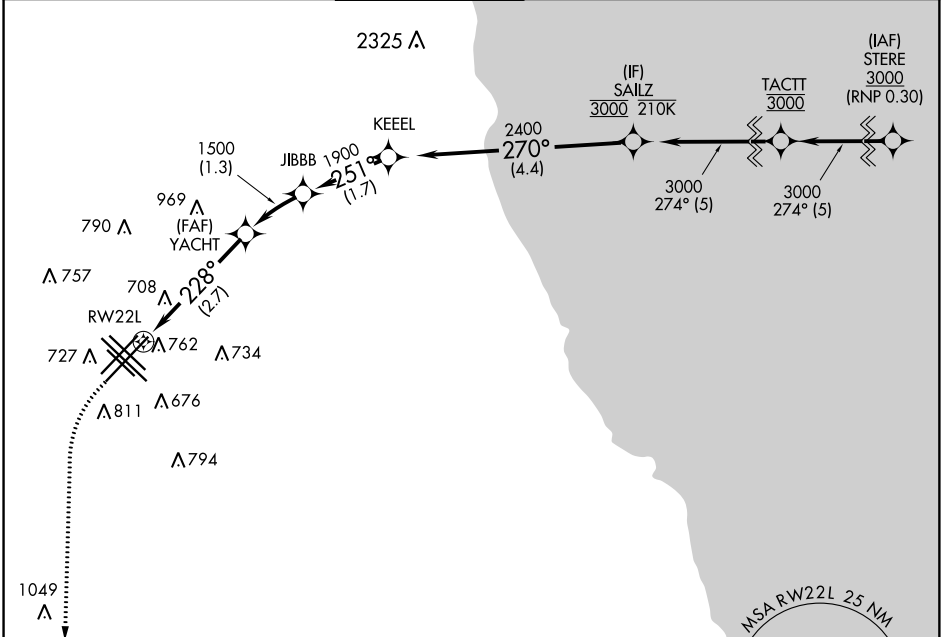 2325
(IAF)
STERE
3000
(RNP 0.30)
(IF)
SAILZ
3000 210K
TACTT
3000
KEEEL
2400
270°
(4.4)
3000
274° (5)
3000
274° (5)
JIBBB
1900
251°
(1.7)
1500
(1.3)
969
(FAF)
YACHT
790
757
708
228°
(2.7)
RW22L
762
734
727
676
811
794
1049
MSA RW22L 25 NM